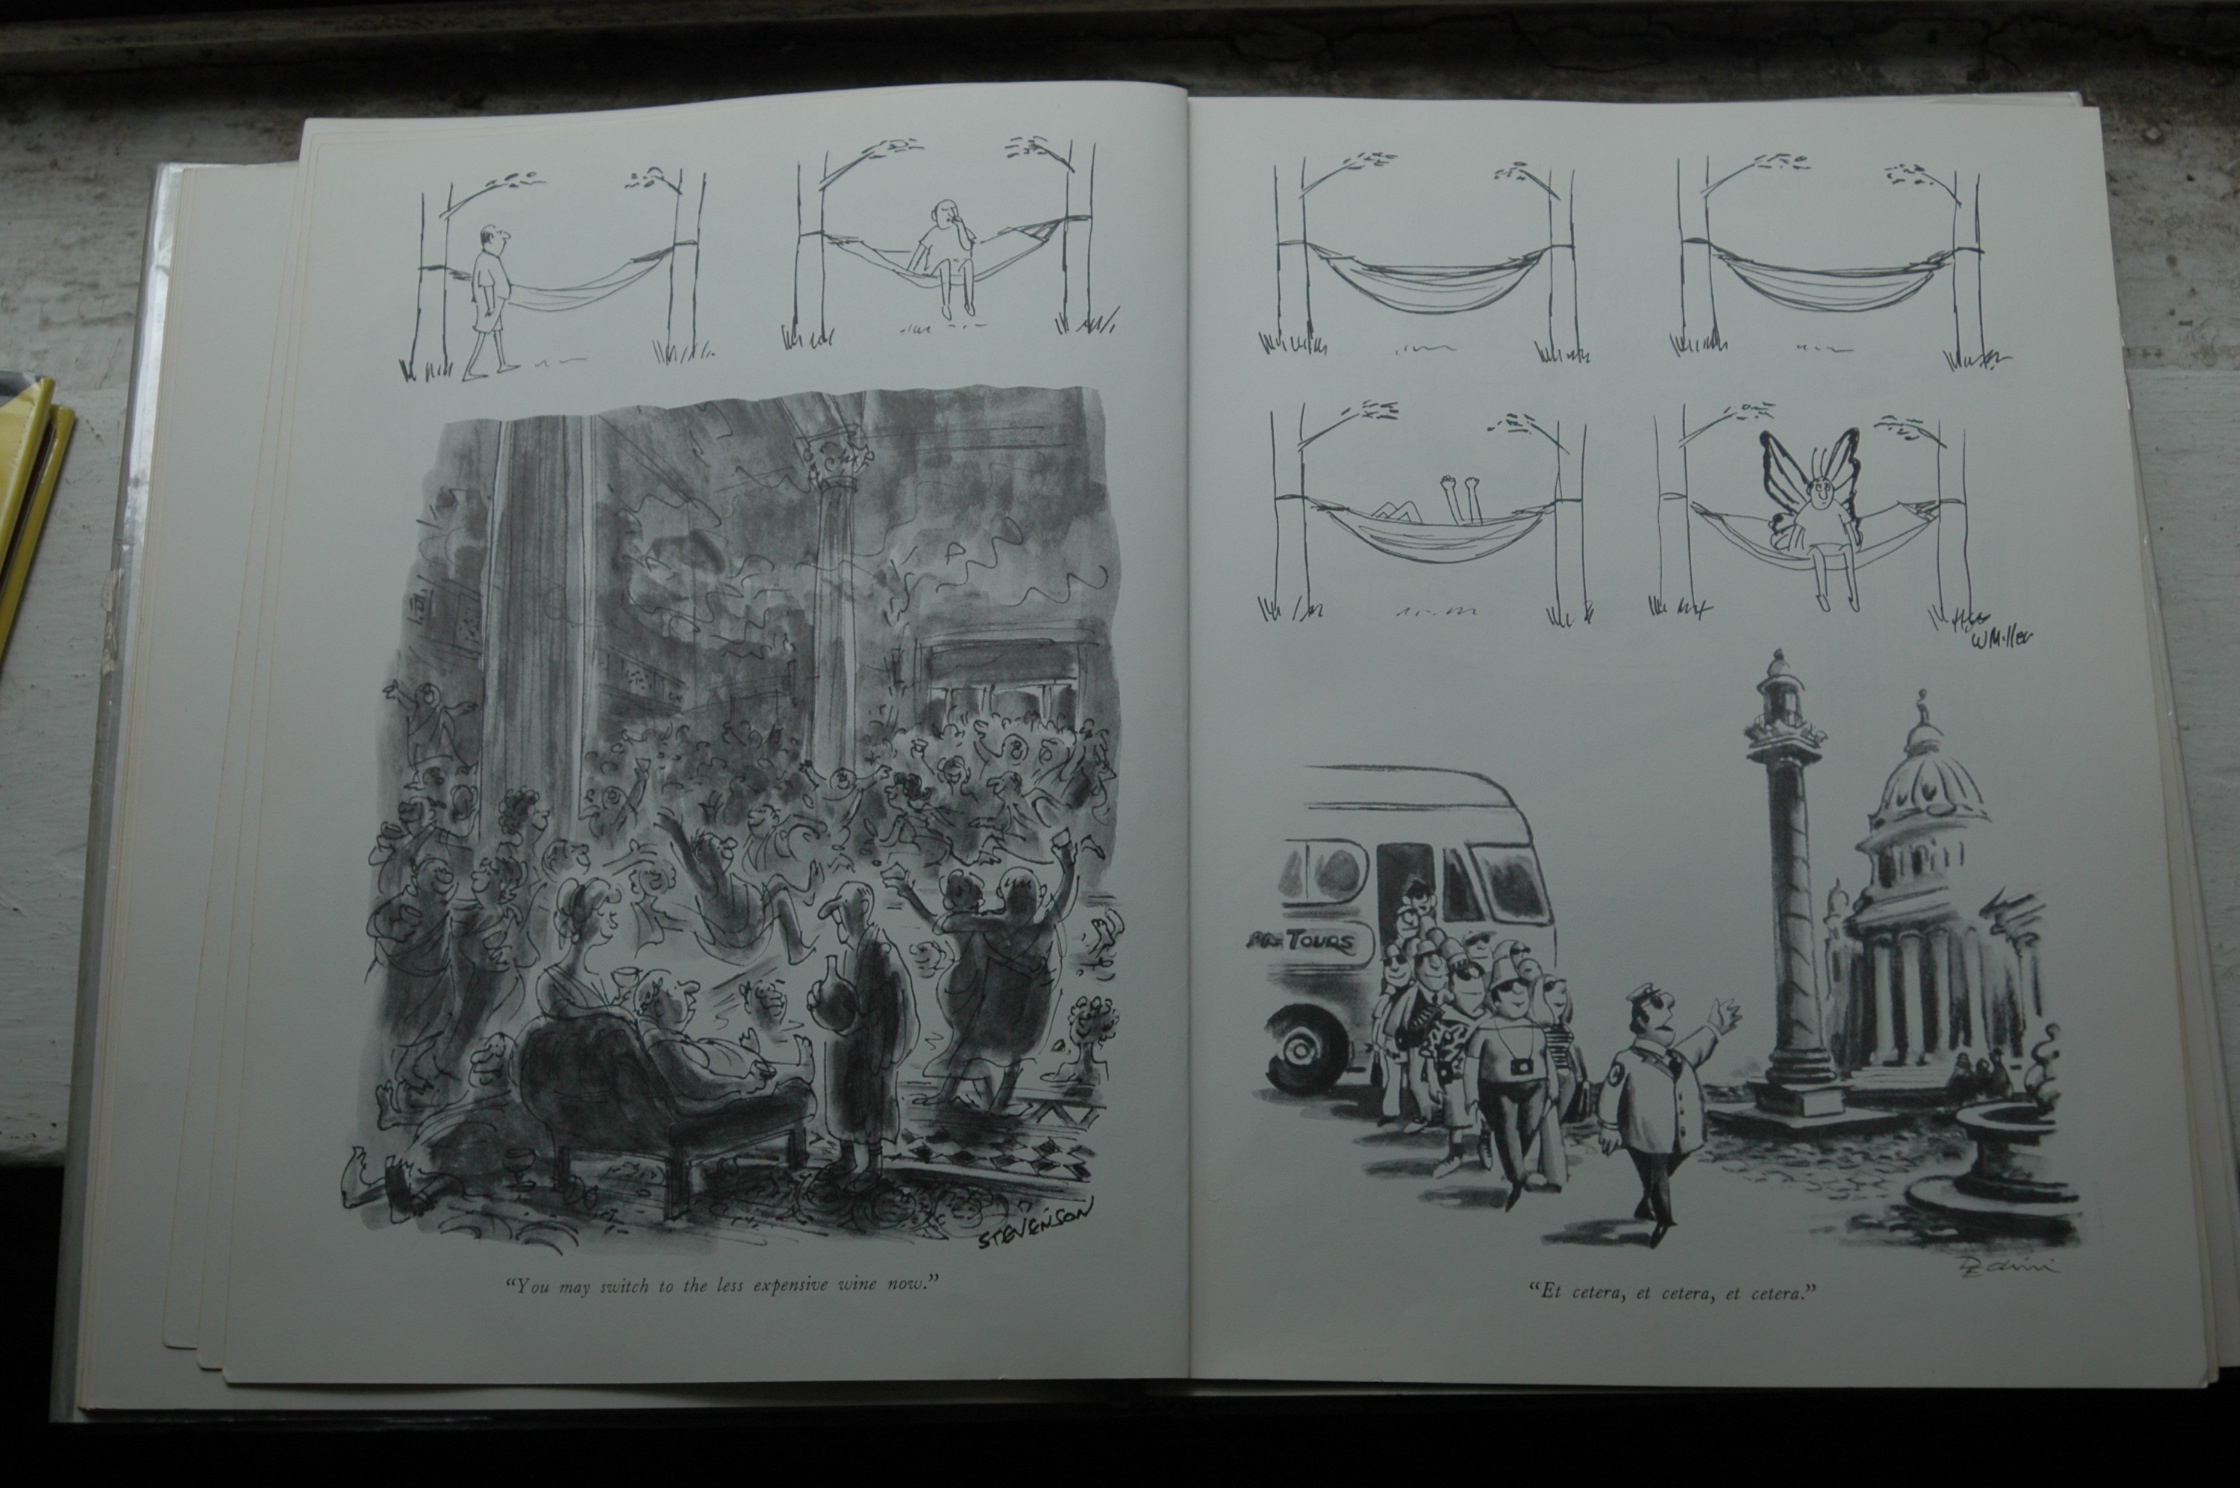 STEVENSON
“You may switch to the less expensive wine now.”
WMiller
TOURS
“Et cetera, et cetera, et cetera.”